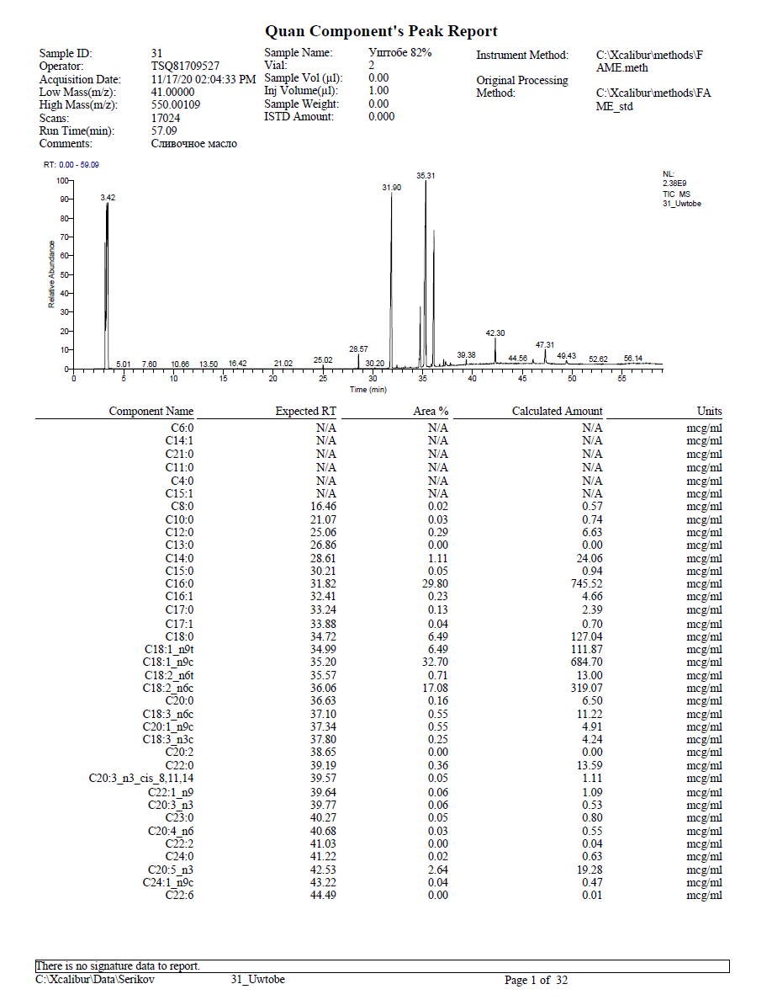 Quan Component's Peak Report
Sample ID: 31
Operator: TSQ81709527
Acquisition Date: 11/17/20 02:04:33 PM
Low Mass(m/z): 41.00000
High Mass(m/z): 550.00109
Scans: 17024
Run Time(min): 57.09
Comments: Сливочное масло
Sample Name: Уштобе 82%
Vial: 2
Sample Vol (µl): 0.00
Inj Volume(µl): 1.00
Sample Weight: 0.00
ISTD Amount: 0.000
Instrument Method: C:\Xcalibur\methods\F
AME.meth
Original Processing
Method: C:\Xcalibur\methods\FA
ME_std
RT: 0.00 - 59.09
NL:
2.38E9
TIC MS
31_Uwtobe
Relative Abundance
100
90
80
70
60
50
40
30
20
10
0
3.42
5.01
7.60
10.66
13.50
16.42
21.02
25.02
28.57
30.20
31.90
35.31
39.38
42.30
44.56
47.31
49.43
52.62
56.14
0 5 10 15 20 25 30 35 40 45 50 55
Time (min)
Component Name Expected RT Area % Calculated Amount Units
C6:0 N/A N/A N/A mcg/ml
C14:1 N/A N/A N/A mcg/ml
C21:0 N/A N/A N/A mcg/ml
C11:0 N/A N/A N/A mcg/ml
C4:0 N/A N/A N/A mcg/ml
C15:1 N/A N/A N/A mcg/ml
C8:0 16.46 0.02 0.57 mcg/ml
C10:0 21.07 0.03 0.74 mcg/ml
C12:0 25.06 0.29 6.63 mcg/ml
C13:0 26.86 0.00 0.00 mcg/ml
C14:0 28.61 1.11 24.06 mcg/ml
C15:0 30.21 0.05 0.94 mcg/ml
C16:0 31.82 29.80 745.52 mcg/ml
C16:1 32.41 0.23 4.66 mcg/ml
C17:0 33.24 0.13 2.39 mcg/ml
C17:1 33.88 0.04 0.70 mcg/ml
C18:0 34.72 6.49 127.04 mcg/ml
C18:1_n9t 34.99 6.49 111.87 mcg/ml
C18:1_n9c 35.20 32.70 684.70 mcg/ml
C18:2_n6t 35.57 0.71 13.00 mcg/ml
C18:2_n6c 36.06 17.08 319.07 mcg/ml
C20:0 36.63 0.16 6.50 mcg/ml
C18:3_n6c 37.10 0.55 11.22 mcg/ml
C20:1_n9c 37.34 0.55 4.91 mcg/ml
C18:3_n3c 37.80 0.25 4.24 mcg/ml
C20:2 38.65 0.00 0.00 mcg/ml
C22:0 39.19 0.36 13.59 mcg/ml
C20:3_n3_cis_8,11,14 39.57 0.05 1.11 mcg/ml
C22:1_n9 39.64 0.06 1.09 mcg/ml
C20:3_n3 39.77 0.06 0.53 mcg/ml
C23:0 40.27 0.05 0.80 mcg/ml
C20:4_n6 40.68 0.03 0.55 mcg/ml
C22:2 41.03 0.00 0.04 mcg/ml
C24:0 41.22 0.02 0.63 mcg/ml
C20:5_n3 42.53 2.64 19.28 mcg/ml
C24:1_n9c 43.22 0.04 0.47 mcg/ml
C22:6 44.49 0.00 0.01 mcg/ml
There is no signature data to report.
C:\Xcalibur\Data\Serikov 31_Uwtobe Page 1 of 32